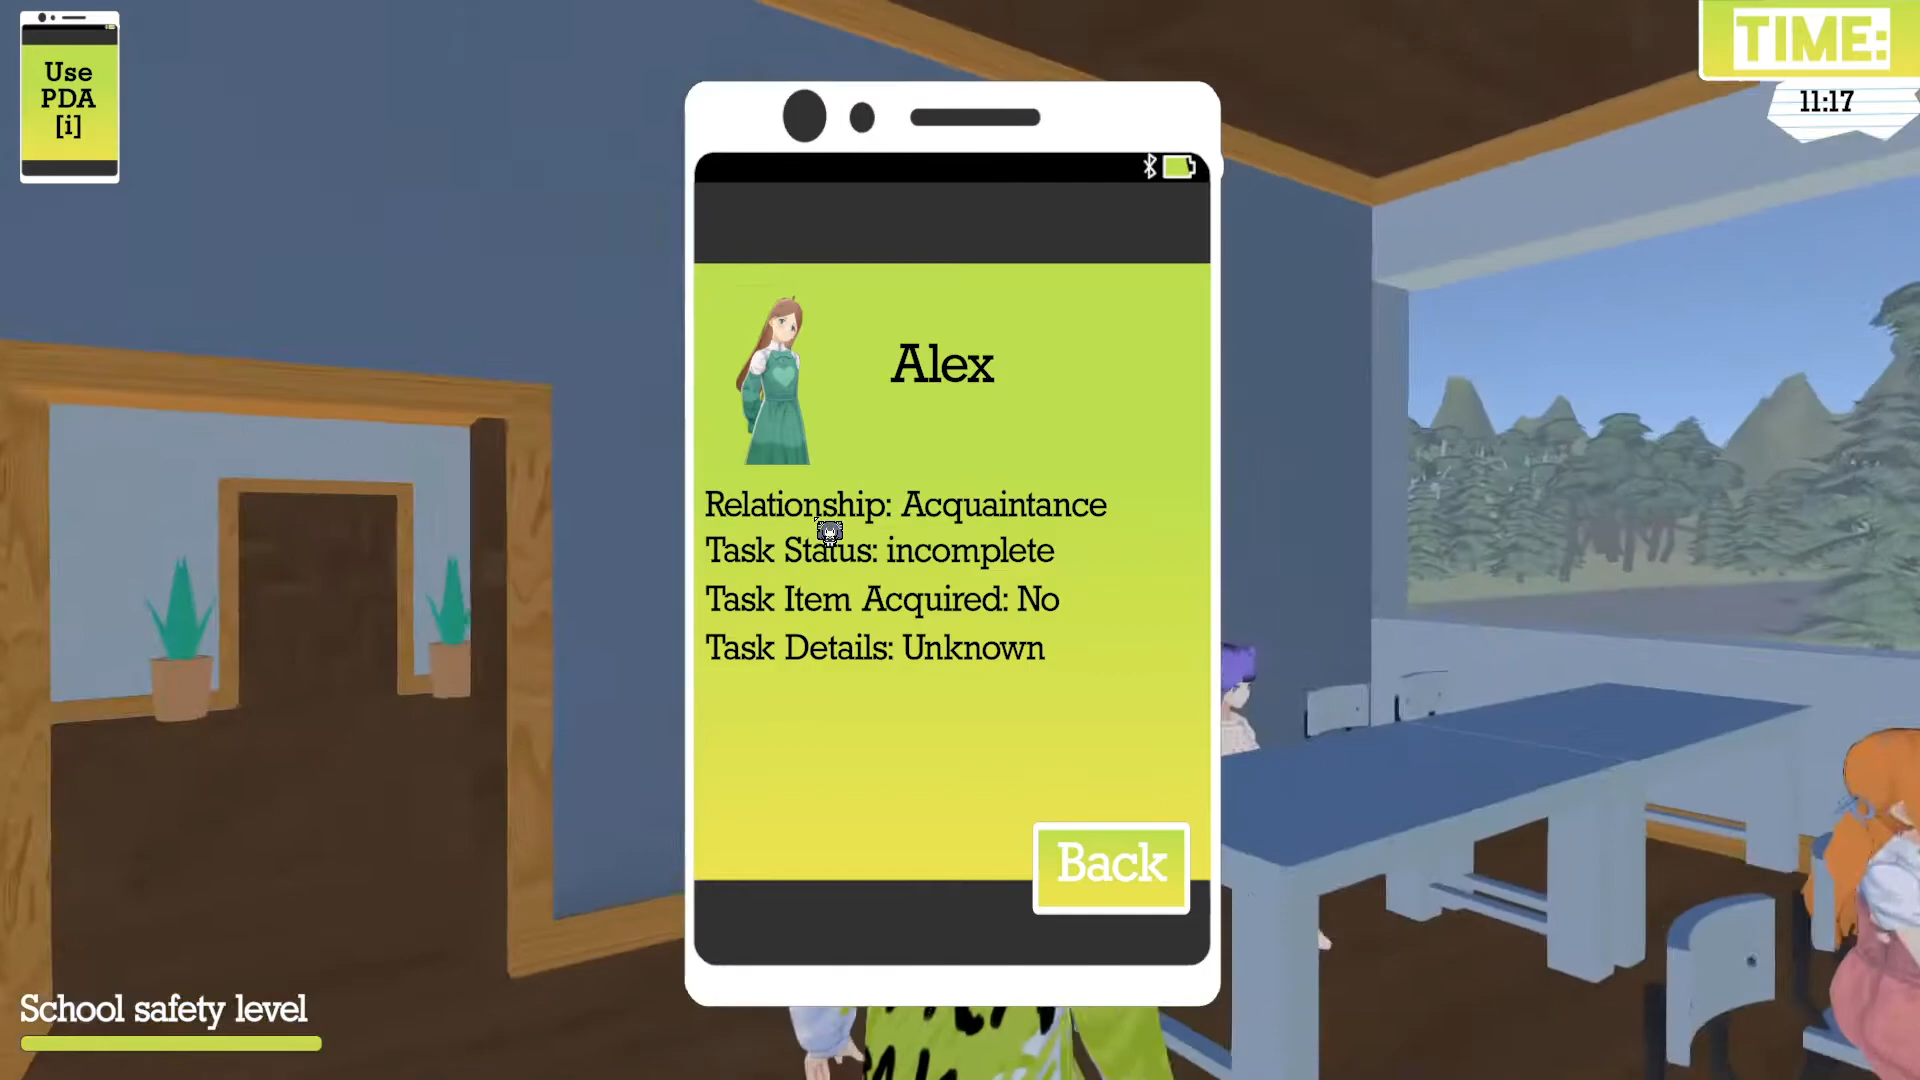 Use
PDA
[i]
TIME:
11:17
Alex
Relationship: Acquaintance
Task Status: incomplete
Task Item Acquired: No
Task Details: Unknown
Back
School safety level